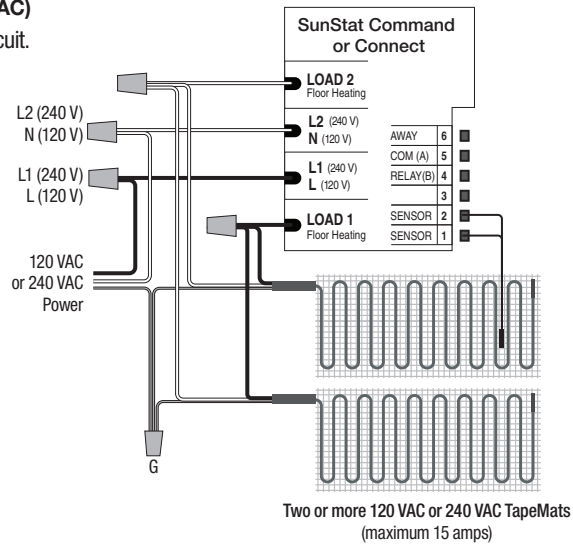 AC)
cuit.
SunStat Command
or Connect
LOAD 2
Floor Heating
L2 (240 V)
N (120 V)
L2 (240 V)
N (120 V)
L1 (240 V)
L (120 V)
L1 (240 V)
L (120 V)
LOAD 1
Floor Heating
AWAY 6
COM (A) 5
RELAY(B) 4
3
SENSOR 2
SENSOR 1
120 VAC
or 240 VAC
Power
G
Two or more 120 VAC or 240 VAC TapeMats
(maximum 15 amps)